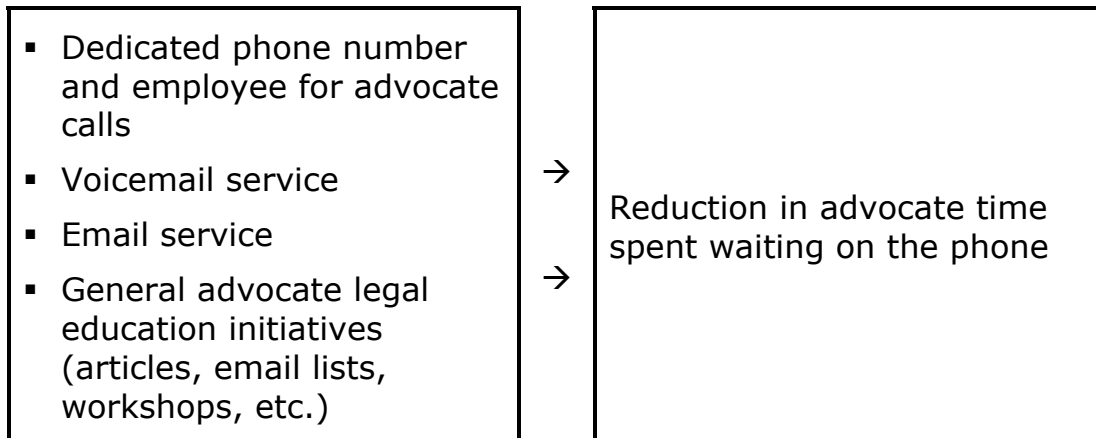 ▪ Dedicated phone number
and employee for advocate
calls
▪ Voicemail service
▪ Email service
▪ General advocate legal
education initiatives
(articles, email lists,
workshops, etc.)
→
→
Reduction in advocate time
spent waiting on the phone